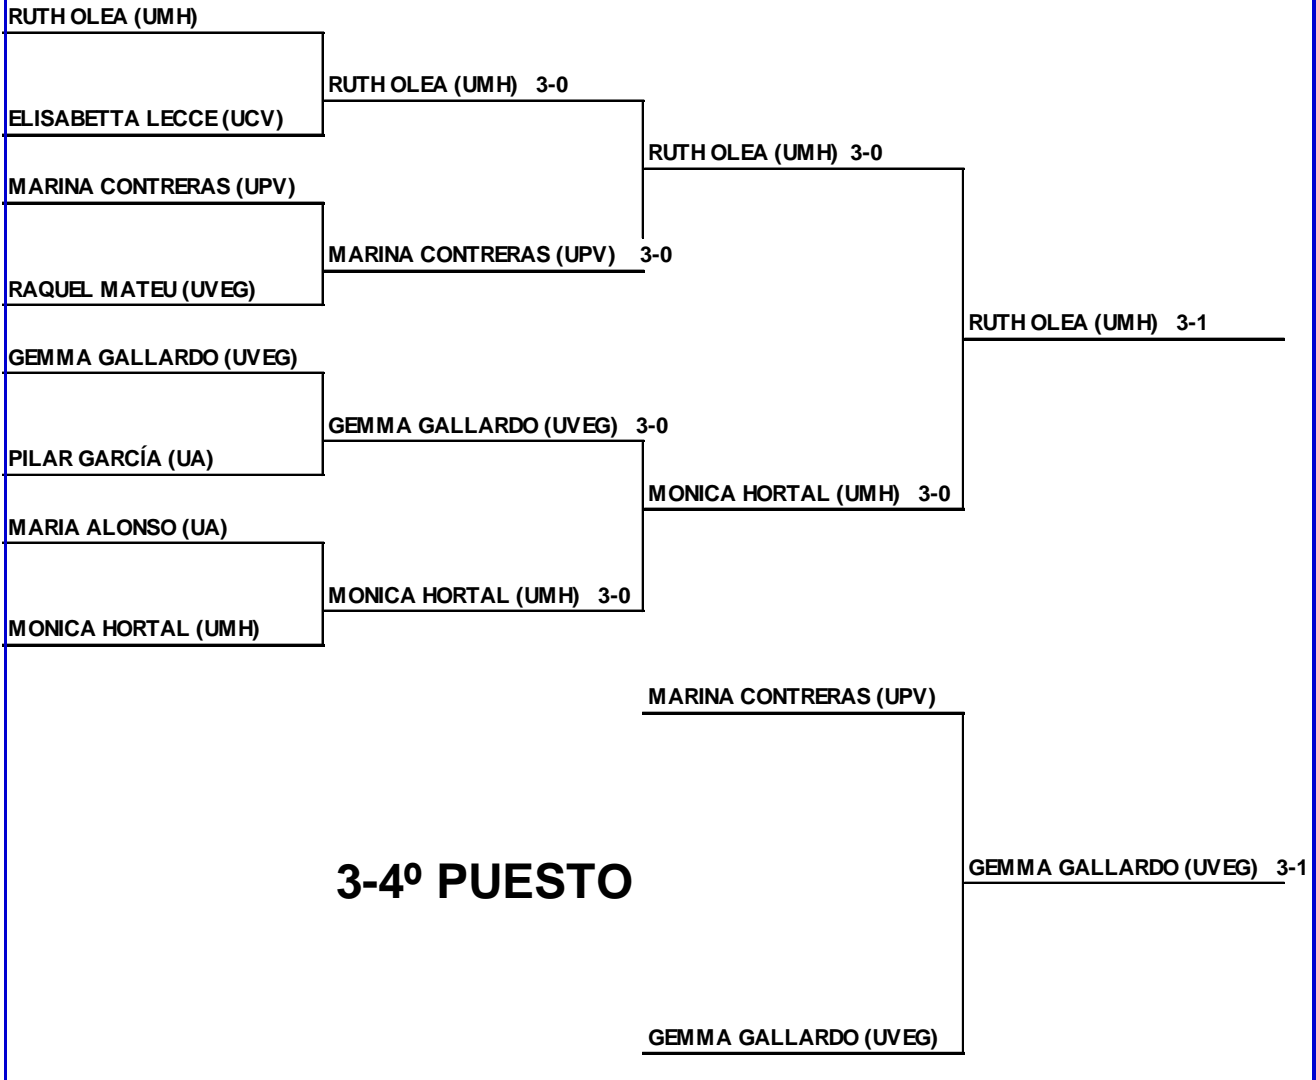 RUTH OLEA (UMH)
RUTH OLEA (UMH) 3-0
ELISABETTA LECCE (UCV)
RUTH OLEA (UMH) 3-0
MARINA CONTRERAS (UPV)
MARINA CONTRERAS (UPV) 3-0
RAQUEL MATEU (UVEG)
RUTH OLEA (UMH) 3-1
GEMMA GALLARDO (UVEG)
GEMMA GALLARDO (UVEG) 3-0
PILAR GARCÍA (UA)
MONICA HORTAL (UMH) 3-0
MARIA ALONSO (UA)
MONICA HORTAL (UMH) 3-0
MONICA HORTAL (UMH)
MARINA CONTRERAS (UPV)
3-4º PUESTO
GEMMA GALLARDO (UVEG) 3-1
GEMMA GALLARDO (UVEG)